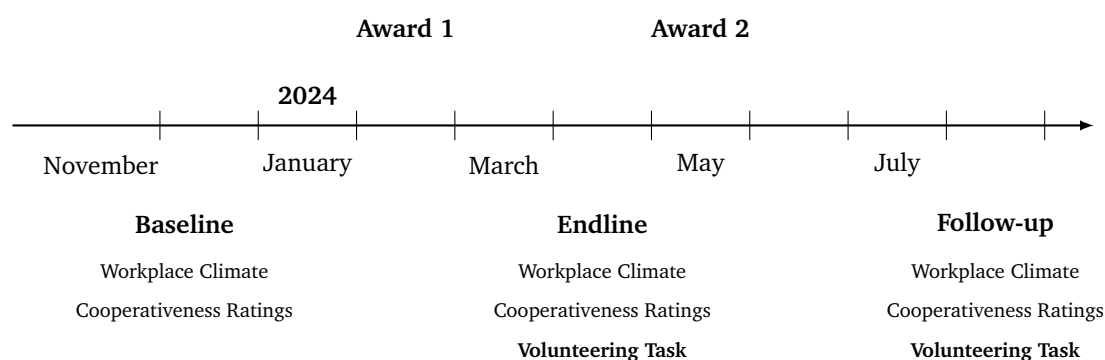 Award 1 Award 2
2024
November January March May July
Baseline Endline Follow-up
Workplace Climate Workplace Climate Workplace Climate
Cooperativeness Ratings Cooperativeness Ratings Cooperativeness Ratings
Volunteering Task Volunteering Task